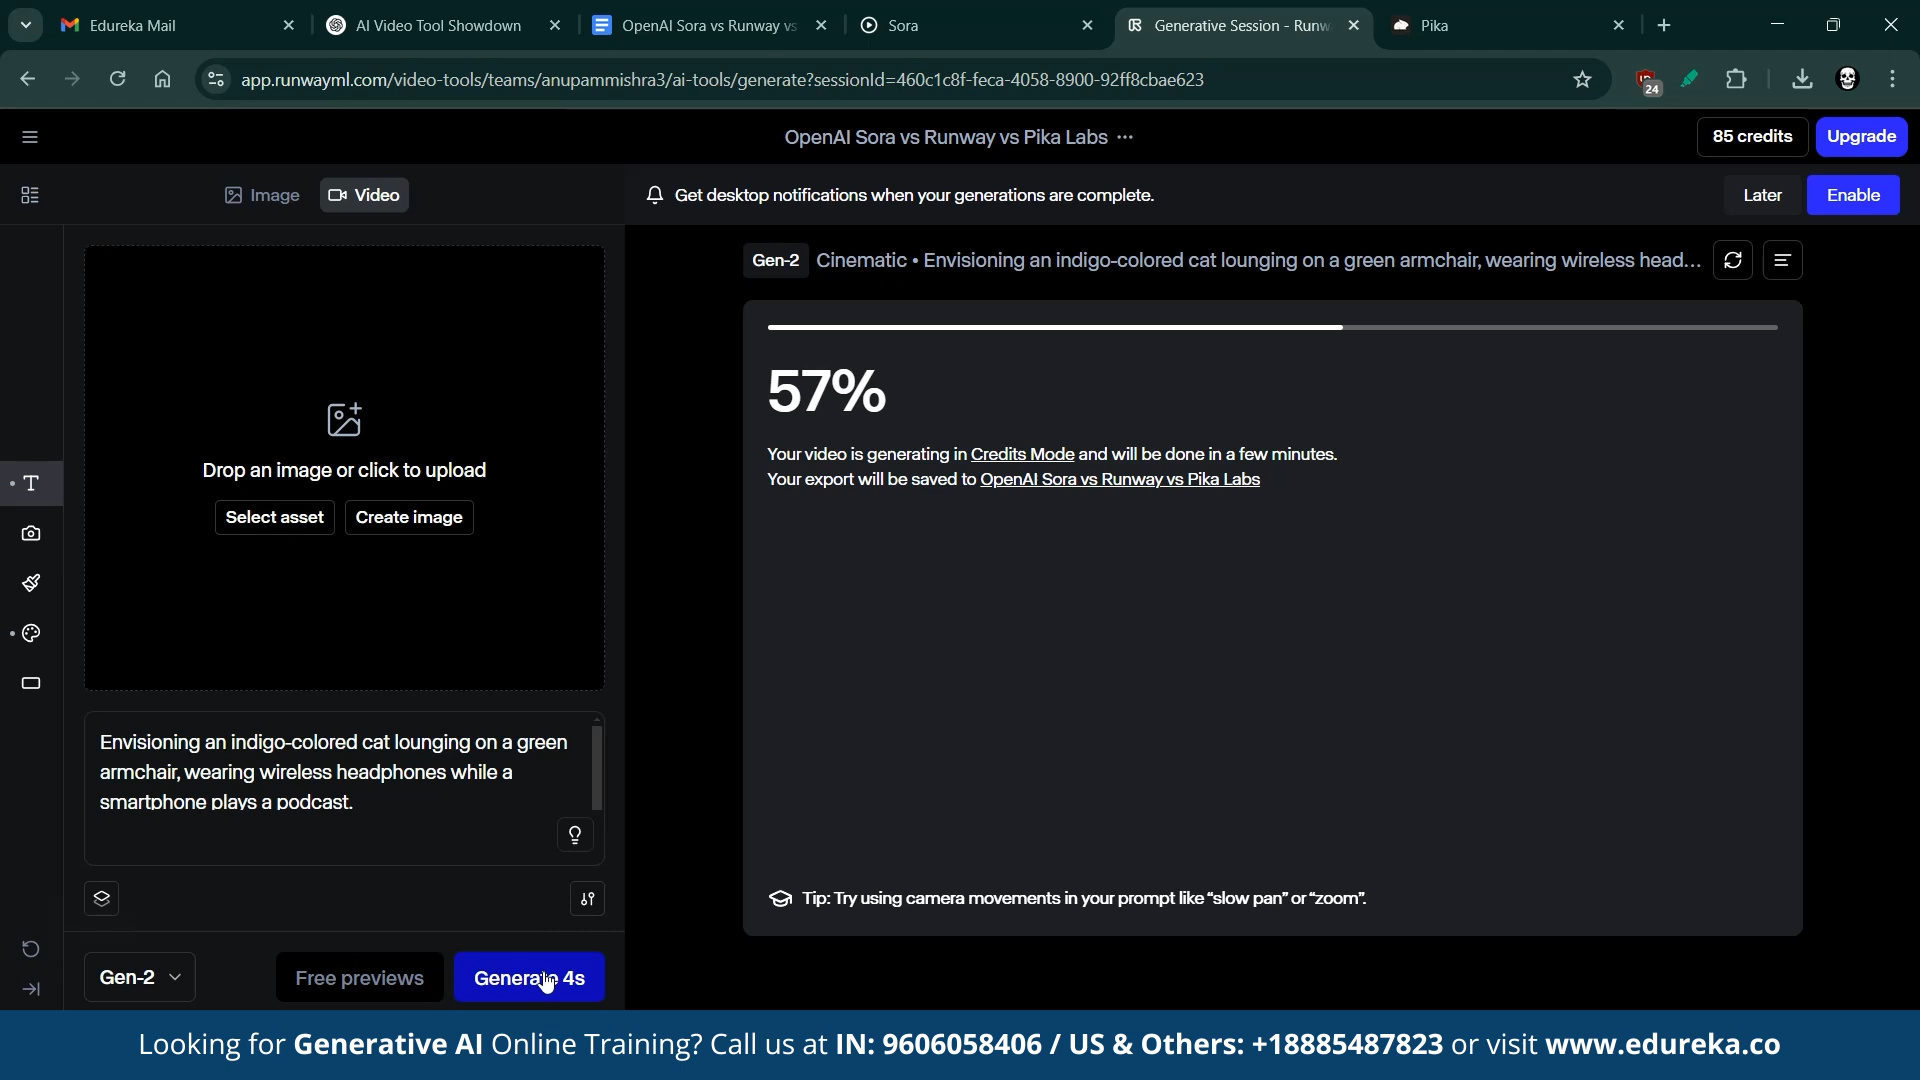 Edureka Mail
AI Video Tool Showdown
OpenAI Sora vs Runway vs
Sora
Generative Session - Runw
Pika
app.runwayml.com/video-tools/teams/anupammishra3/ai-tools/generate?sessionId=460c1c8f-feca-4058-8900-92ff8cbae623
24
OpenAI Sora vs Runway vs Pika Labs
85 credits
Upgrade
Image
Video
Get desktop notifications when your generations are complete.
Later
Enable
Gen-2
Cinematic • Envisioning an indigo-colored cat lounging on a green armchair, wearing wireless head...
57%
Your video is generating in Credits Mode and will be done in a few minutes.
Your export will be saved to OpenAI Sora vs Runway vs Pika Labs
Drop an image or click to upload
Select asset
Create image
T
Envisioning an indigo-colored cat lounging on a green
armchair, wearing wireless headphones while a
smartphone plays a podcast.
Tip: Try using camera movements in your prompt like “slow pan” or “zoom”.
Gen-2
Free previews
Generate 4s
Looking for Generative AI Online Training? Call us at IN: 9606058406 / US & Others: +18885487823 or visit www.edureka.co